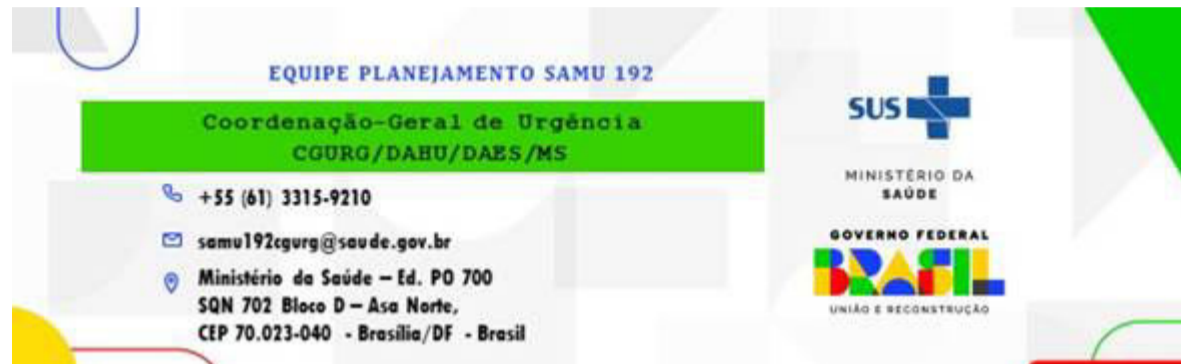 EQUIPE PLANEJAMENTO SAMU 192
Coordenação-Geral de Urgência
CGURG/DAHU/DAES/MS
+55 (61) 3315-9210
samu192cgurg@saude.gov.br
Ministério da Saúde – Ed. PO 700
SQN 702 Bloco D – Asa Norte,
CEP 70.023-040 - Brasília/DF - Brasil
SUS
MINISTÉRIO DA
SAÚDE
GOVERNO FEDERAL
BRASIL
UNIÃO E RECONSTRUÇÃO